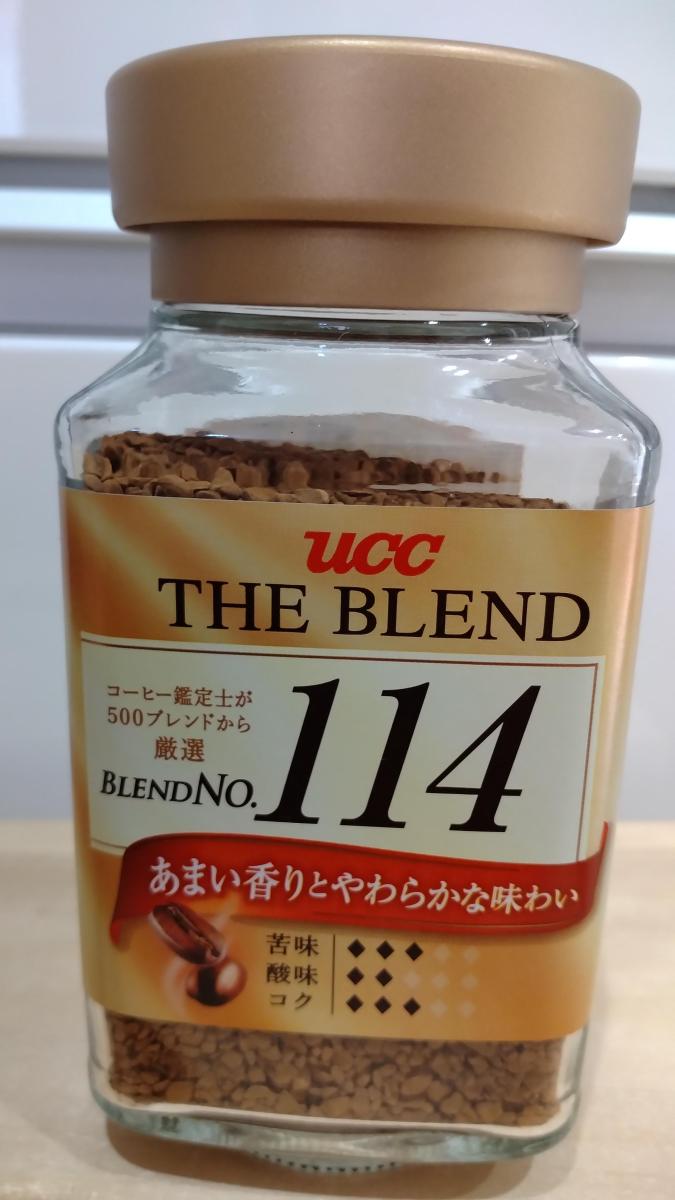 UCC
THE BLEND
コーヒー鑑定士が
500ブレンドから
厳選
BLEND NO. 114
あまい香りとやわらかな味わい
苦味 ◆◆◆◆◆
酸味 ◆◆◆◆◆
コク ◆◆◆◆◆